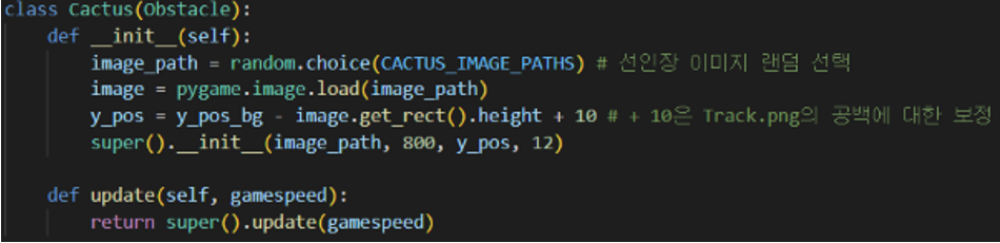 class Cactus(Obstacle):
    def __init__(self):
        image_path = random.choice(CACTUS_IMAGE_PATHS) # 선인장 이미지 랜덤 선택
        image = pygame.image.load(image_path)
        y_pos = y_pos_bg - image.get_rect().height + 10 # + 10은 Track.png의 공백에 대한 보정
        super().__init__(image_path, 800, y_pos, 12)

    def update(self, gamespeed):
        return super().update(gamespeed)